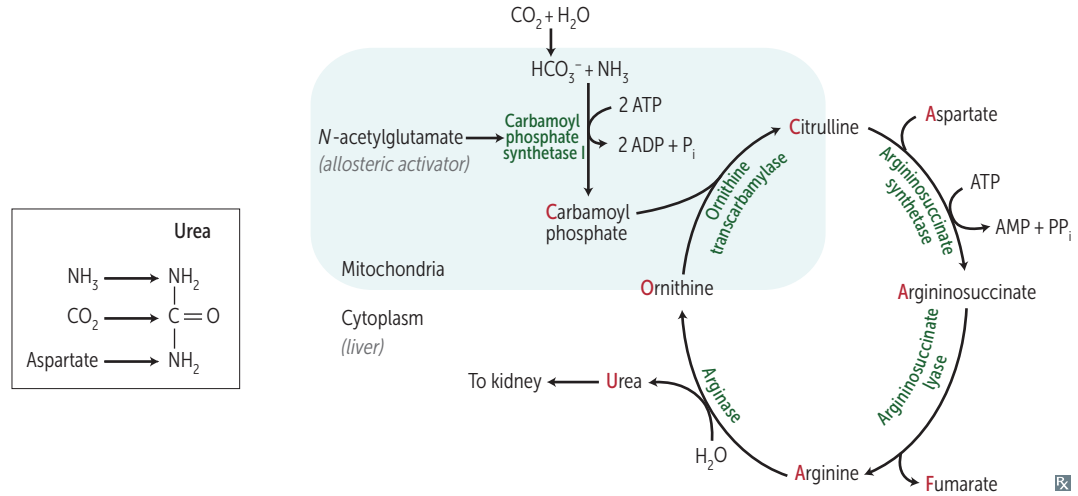 CO₂ + H₂O
HCO₃⁻ + NH₃
2 ATP
2 ADP + Pᵢ
N-acetylglutamate
(allosteric activator)
Carbamoyl
phosphate
synthetase I
Carbamoyl
phosphate
Ornithine
transcarbamylase
Citrulline
Aspartate
Argininosuccinate
synthetase
ATP
AMP + PPᵢ
Mitochondria
Ornithine
Argininosuccinate
Cytoplasm
(liver)
Argininosuccinate
lyase
To kidney
Urea
Arginase
H₂O
Arginine
Fumarate
Urea
NH₃
NH₂
CO₂
C=O
Aspartate
NH₂
Rx